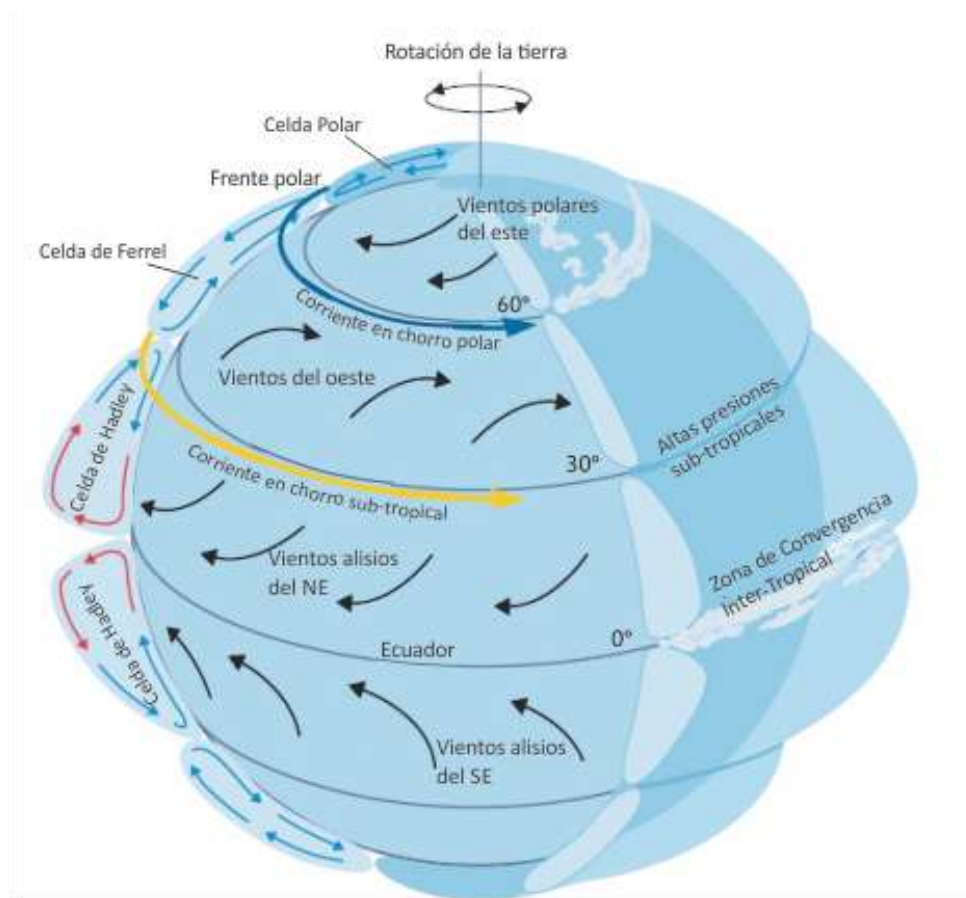 Rotación de la tierra
Celda Polar
Frente polar
Vientos polares
del este
Celda de Ferrel
60º
Corriente en chorro polar
Vientos del oeste
Celda de Hadley
30º
Altas presiones
sub-tropicales
Corriente en chorro sub-tropical
Vientos alisios
del NE
Zona de Convergencia
Inter-Tropical
Celda de Hadley
Ecuador
0º
Vientos alisios
del SE